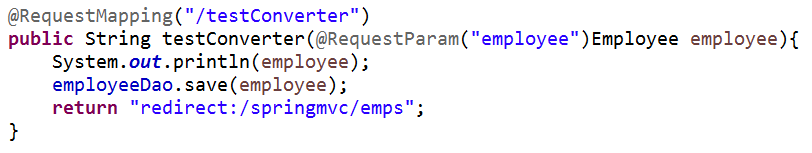 @RequestMapping("/testConverter")
public String testConverter(@RequestParam("employee")Employee employee){
    System.out.println(employee);
    employeeDao.save(employee);
    return "redirect:/springmvc/emps";
}